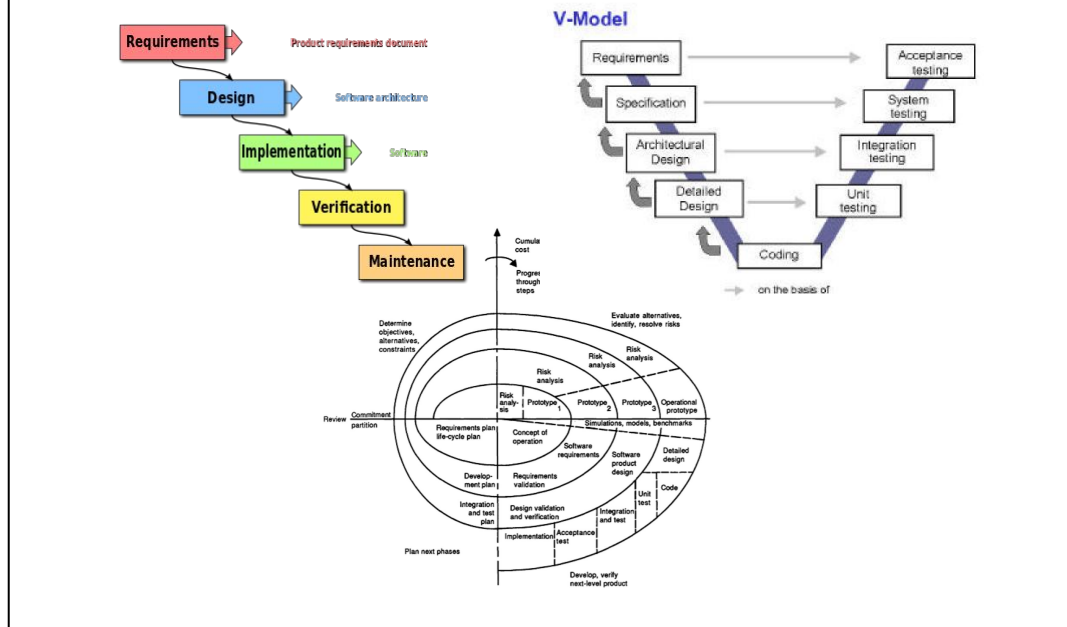 Requirements
Product requirements document
Design
Software architecture
Implementation
Software
Verification
Maintenance
V-Model
Requirements
Acceptance
testing
Specification
System
testing
Architectural
Design
Integration
testing
Detailed
Design
Unit
testing
Coding
on the basis of
Cumula
cost
Progre
through
steps
Determine
objectives,
alternatives,
constraints
Evaluate alternatives,
identify, resolve risks
Risk
analysis
Risk
analysis
Risk
analysis
Risk
analy-
sis
Prototype
1
Prototype
2
Prototype
3
Operational
prototype
Review
Commitment
partition
Simulations, models, benchmarks
Requirements plan
life-cycle plan
Concept of
operation
Software
requirements
Software
product
design
Detailed
design
Develop-
ment plan
Requirements
validation
Code
Unit
test
Integration
and test
plan
Design validation
and verification
Integration
and test
Acceptance
test
Implementation
Plan next phases
Develop, verify
next-level product